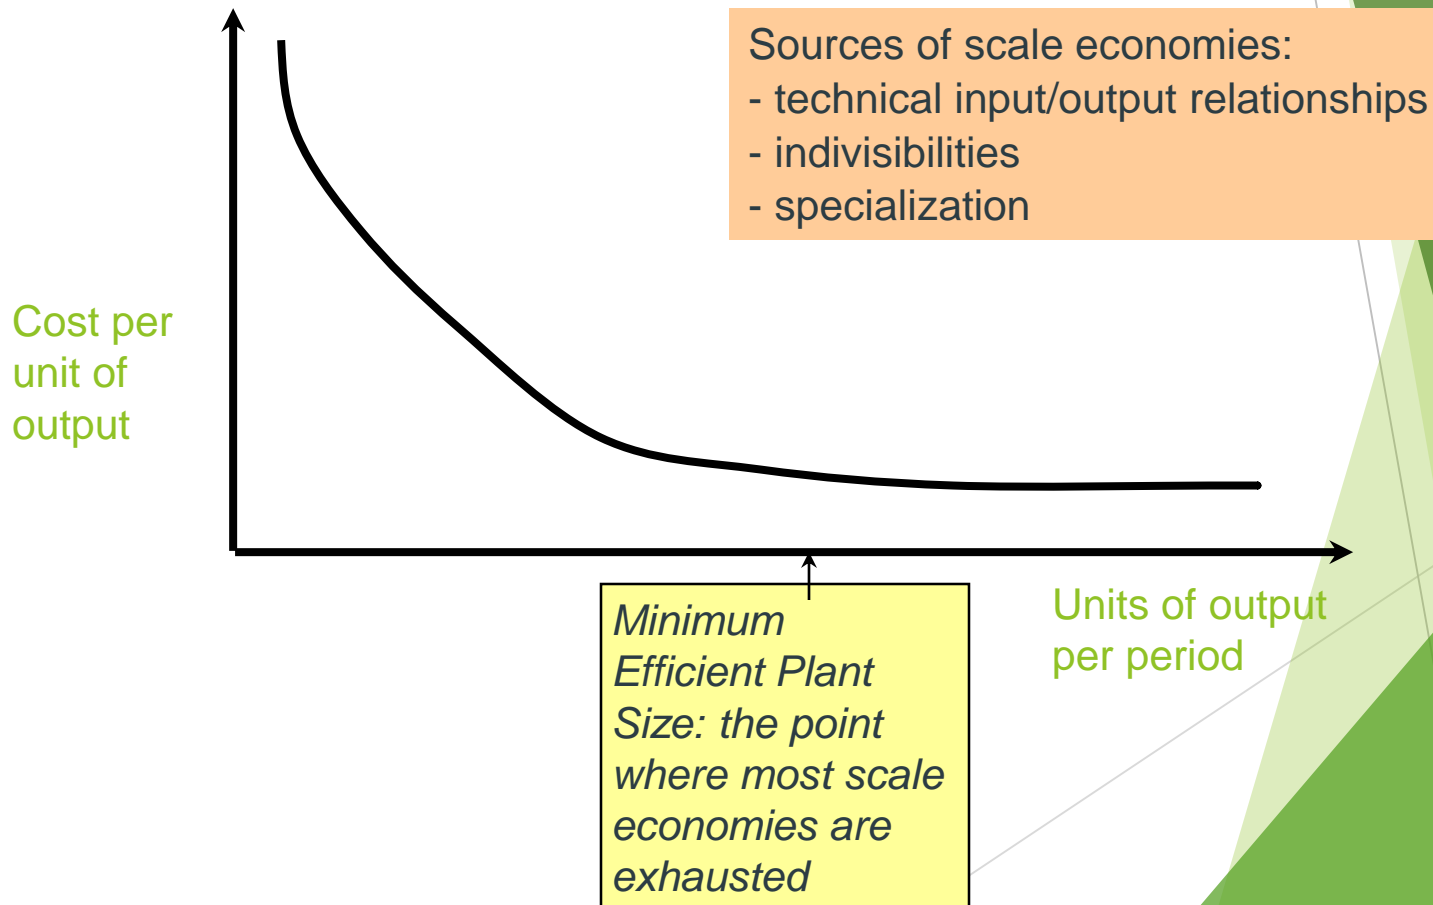 Sources of scale economies:
- technical input/output relationships
- indivisibilities
- specialization
Cost per
unit of
output
Units of output
per period
Minimum
Efficient Plant
Size: the point
where most scale
economies are
exhausted